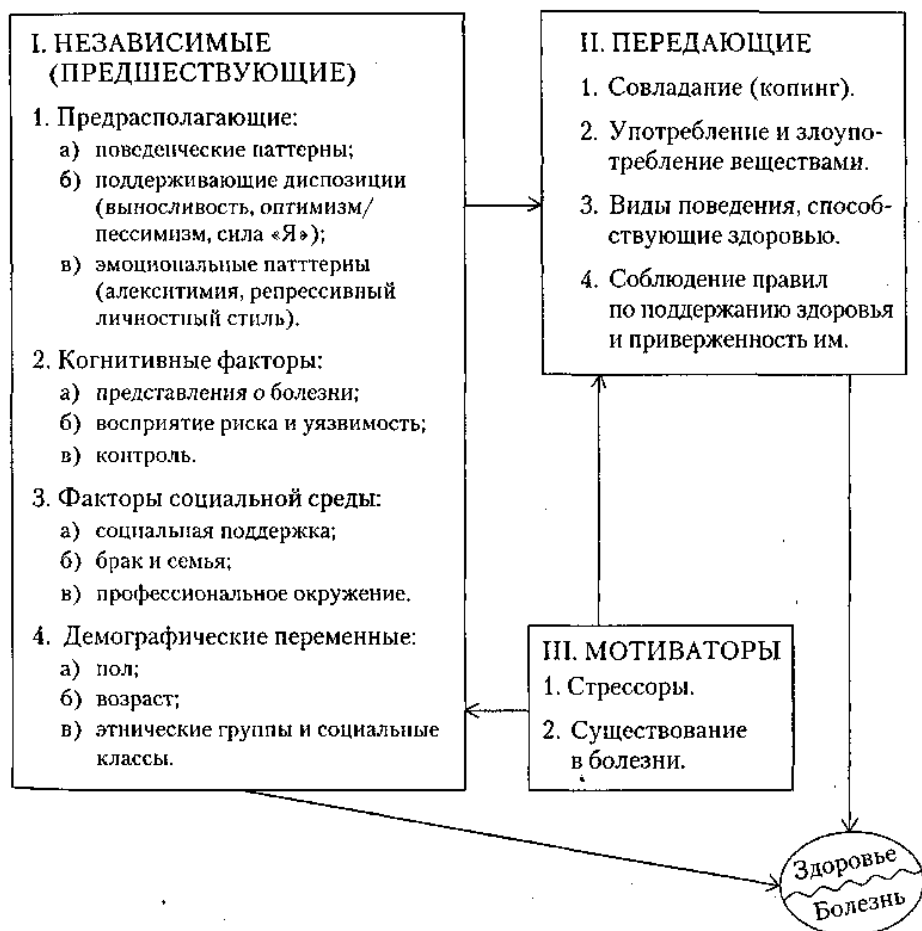 I. НЕЗАВИСИМЫЕ
(ПРЕДШЕСТВУЮЩИЕ)
1. Предрасполагающие:
а) поведенческие паттерны;
б) поддерживающие диспозиции
(выносливость, оптимизм/
пессимизм, сила «Я»);
в) эмоциональные патттерны
(алекситимия, репрессивный
личностный стиль).
2. Когнитивные факторы:
а) представления о болезни;
б) восприятие риска и уязвимость;
в) контроль.
3. Факторы социальной среды:
а) социальная поддержка;
б) брак и семья;
в) профессиональное окружение.
4. Демографические переменные:
а) пол;
б) возраст;
в) этнические группы и социальные
классы.
II. ПЕРЕДАЮЩИЕ
1. Совладание (копинг).
2. Употребление и злоупо-
требление веществами.
3. Виды поведения, способ-
ствующие здоровью.
4. Соблюдение правил
по поддержанию здоровья
и приверженность им.
III. МОТИВАТОРЫ
1. Стрессоры.
2. Существование
в болезни.
Здоровье
Болезнь